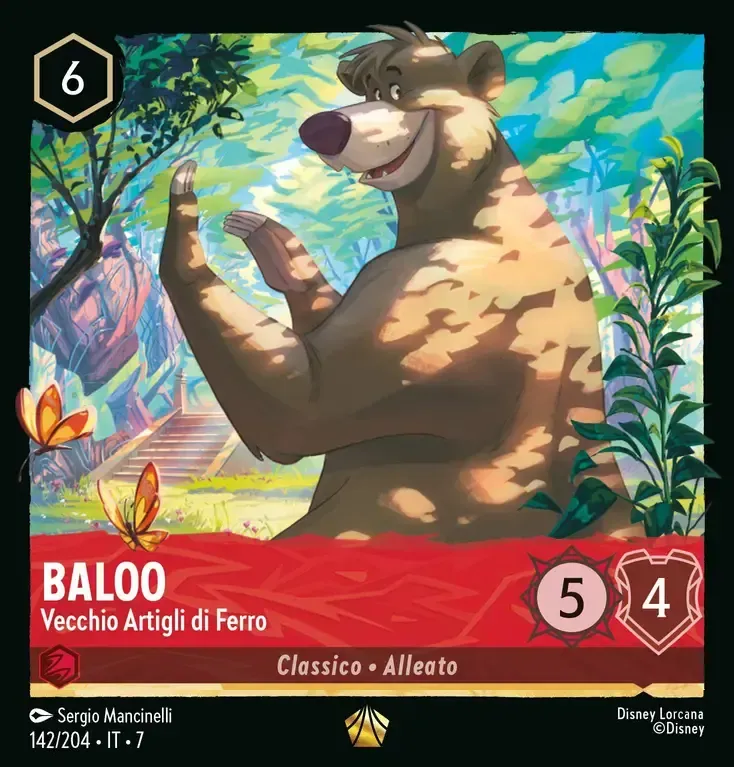 6
BALOO
Vecchio Artigli di Ferro
5
4
Classico • Alleato
Sergio Mancinelli
142/204 • IT • 7
Disney Lorcana
©Disney